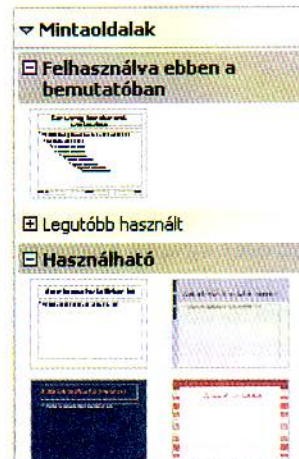 Mintaoldalak
Felhasználva ebben a
bemutatóban
Legutóbb használt
Használható